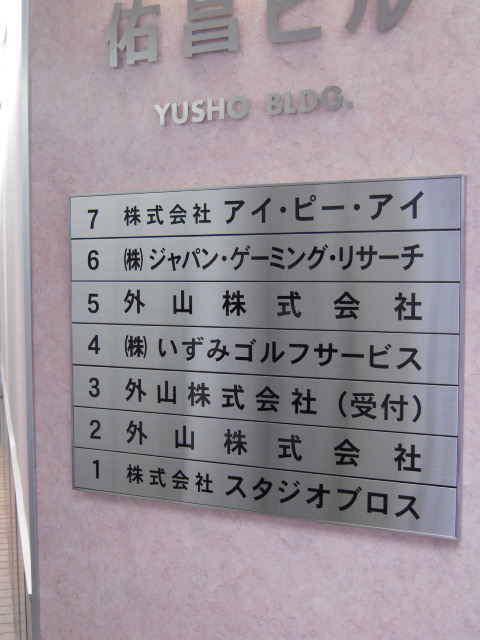 佑昌ビル
YUSHO BLDG.
7 株式会社 アイ・ピー・アイ
6 ㈱ ジャパン・ゲーミング・リサーチ
5 外山株式会社
4 ㈱ いずみゴルフサービス
3 外山株式会社(受付)
2 外山株式会社
1 株式会社 スタジオブロス